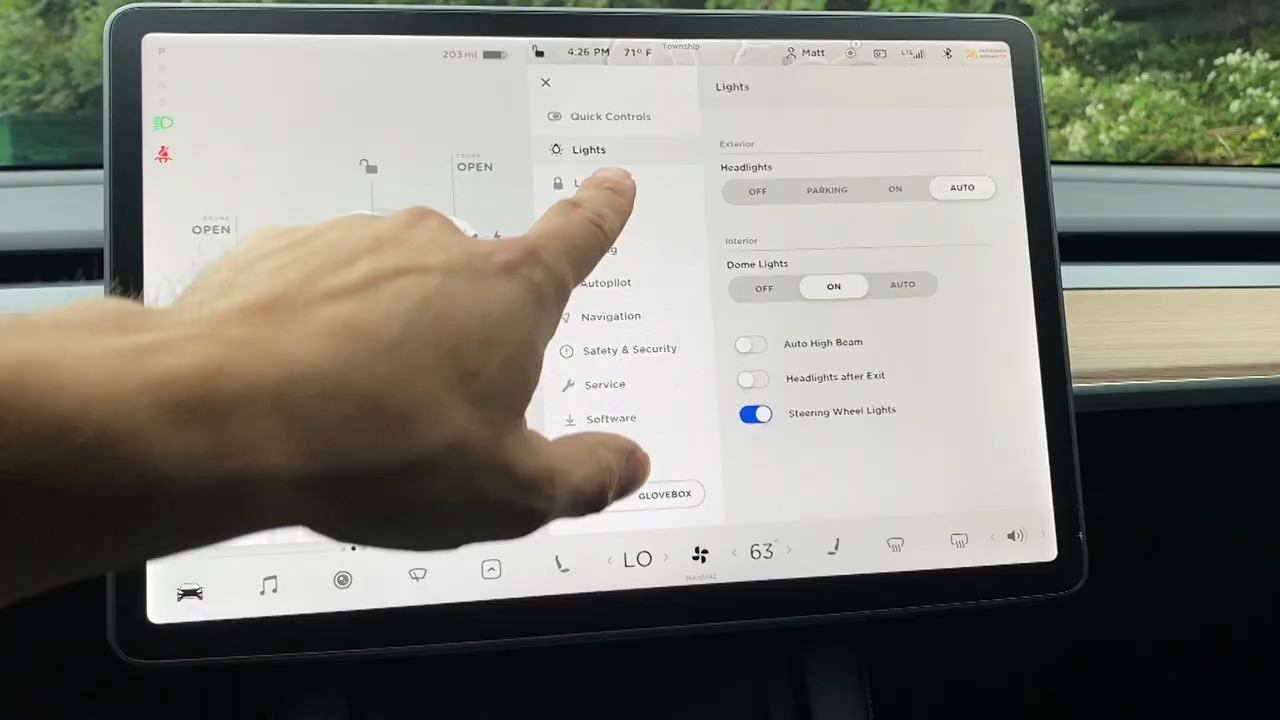 P
N
D
203 mi
4:26 PM
71° F
Township
Matt
LTE
Quick Controls
Lights
TRUNK
OPEN
FRUNK
OPEN
Autopilot
Navigation
Safety & Security
Service
Software
GLOVEBOX
Lights
Exterior
Headlights
OFF PARKING ON AUTO
Interior
Dome Lights
OFF ON AUTO
Auto High Beam
Headlights after Exit
Steering Wheel Lights
LO
MANUAL
63°